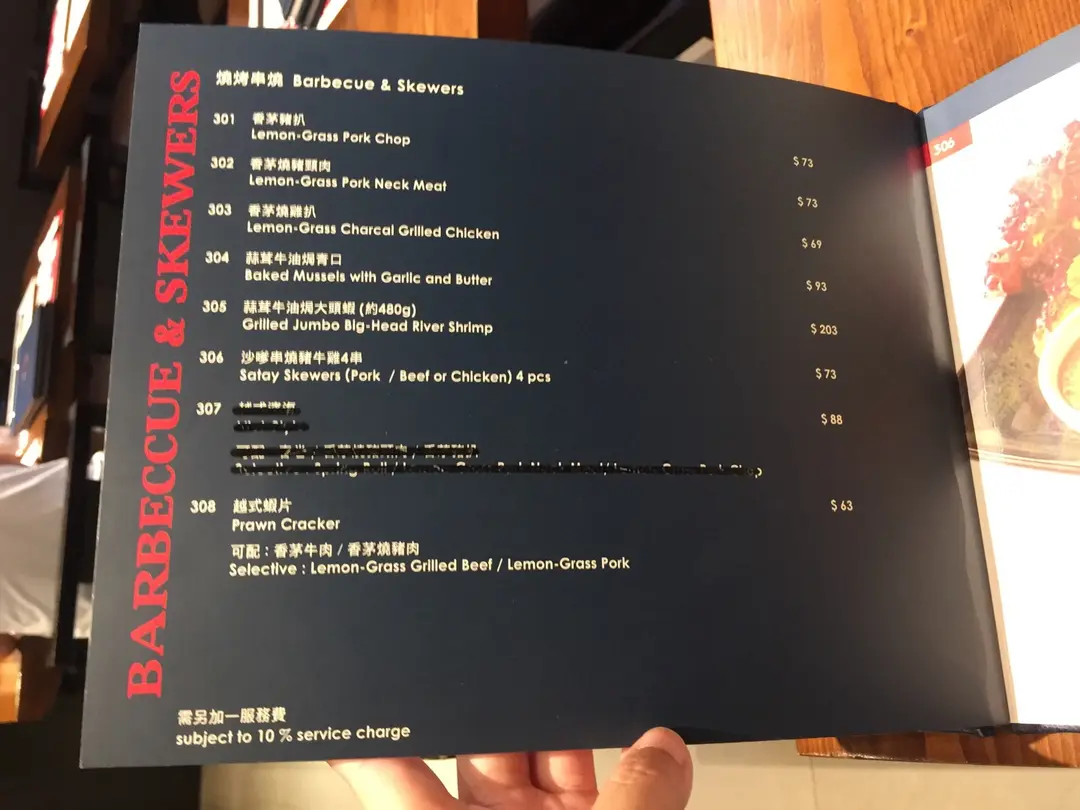 BARBECCUE & SKEWERS
燒烤串燒 Barbecue & Skewers
301 香茅豬扒
Lemon-Grass Pork Chop
$ 73
302 香茅燒豬頸肉
Lemon-Grass Pork Neck Meat
$ 73
303 香茅燒雞扒
Lemon-Grass Charcal Grilled Chicken
$ 69
304 蒜茸牛油焗青口
Baked Mussels with Garlic and Butter
$ 93
305 蒜茸牛油焗大頭蝦 (約480g)
Grilled Jumbo Big-Head River Shrimp
$ 203
306 沙嗲串燒豬牛雞4串
Satay Skewers (Pork / Beef or Chicken) 4 pcs
$ 73
307
$ 88
308 越式蝦片
Prawn Cracker
$ 63
可配：香茅牛肉 / 香茅燒豬肉
Selective : Lemon-Grass Grilled Beef / Lemon-Grass Pork
需另加一服務費
subject to 10 % service charge
306